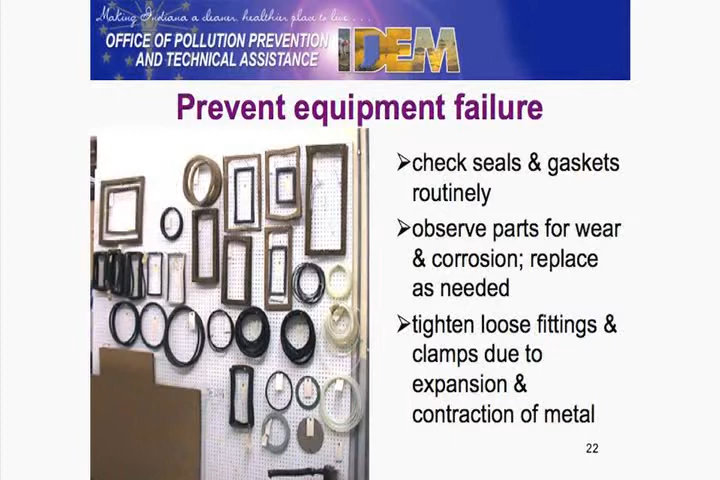 Making Indiana a cleaner, healthier place to live . . .
OFFICE OF POLLUTION PREVENTION
AND TECHNICAL ASSISTANCE
IDEM
Prevent equipment failure
➢check seals & gaskets
routinely
➢observe parts for wear
& corrosion; replace
as needed
➢tighten loose fittings &
clamps due to
expansion &
contraction of metal
22